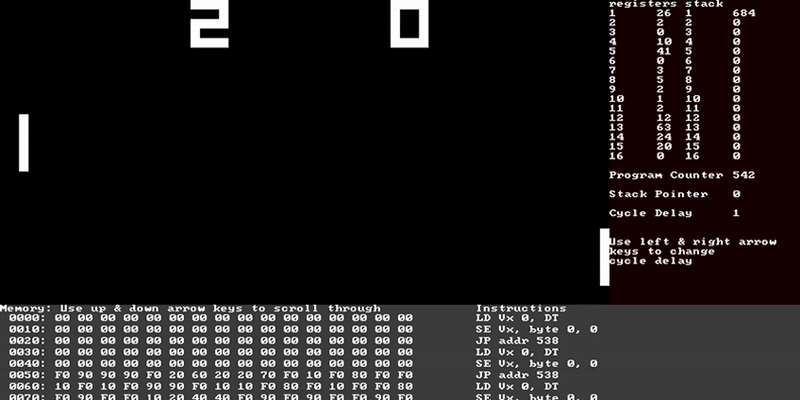 2 0
registers stack
1 26 1 684
2 2 2 0
3 0 3 0
4 10 4 0
5 41 5 0
6 0 6 0
7 3 7 0
8 5 8 0
9 2 9 0
10 1 10 0
11 2 11 0
12 12 12 0
13 63 13 0
14 24 14 0
15 20 15 0
16 0 16 0
Program Counter 542
Stack Pointer 0
Cycle Delay 1
Use left & right arrow
keys to change
cycle delay
Memory: Use up & down arrow keys to scroll through
0000: 00 00 00 00 00 00 00 00 00 00 00 00 00 00 00 00
0010: 00 00 00 00 00 00 00 00 00 00 00 00 00 00 00 00
0020: 00 00 00 00 00 00 00 00 00 00 00 00 00 00 00 00
0030: 00 00 00 00 00 00 00 00 00 00 00 00 00 00 00 00
0040: 00 00 00 00 00 00 00 00 00 00 00 00 00 00 00 00
0050: F0 90 90 90 F0 20 60 20 20 70 F0 10 F0 80 F0 F0
0060: 10 F0 10 F0 90 90 F0 10 10 F0 80 F0 10 F0 F0 80
0070: F0 90 F0 F0 10 20 40 40 F0 90 F0 90 F0 F0 90 F0
Instructions
LD Vx 0, DT
SE Vx, byte 0, 0
JP addr 538
LD Vx 0, DT
SE Vx, byte 0, 0
JP addr 538
LD Vx 0, DT
SE Vx, byte 0, 0